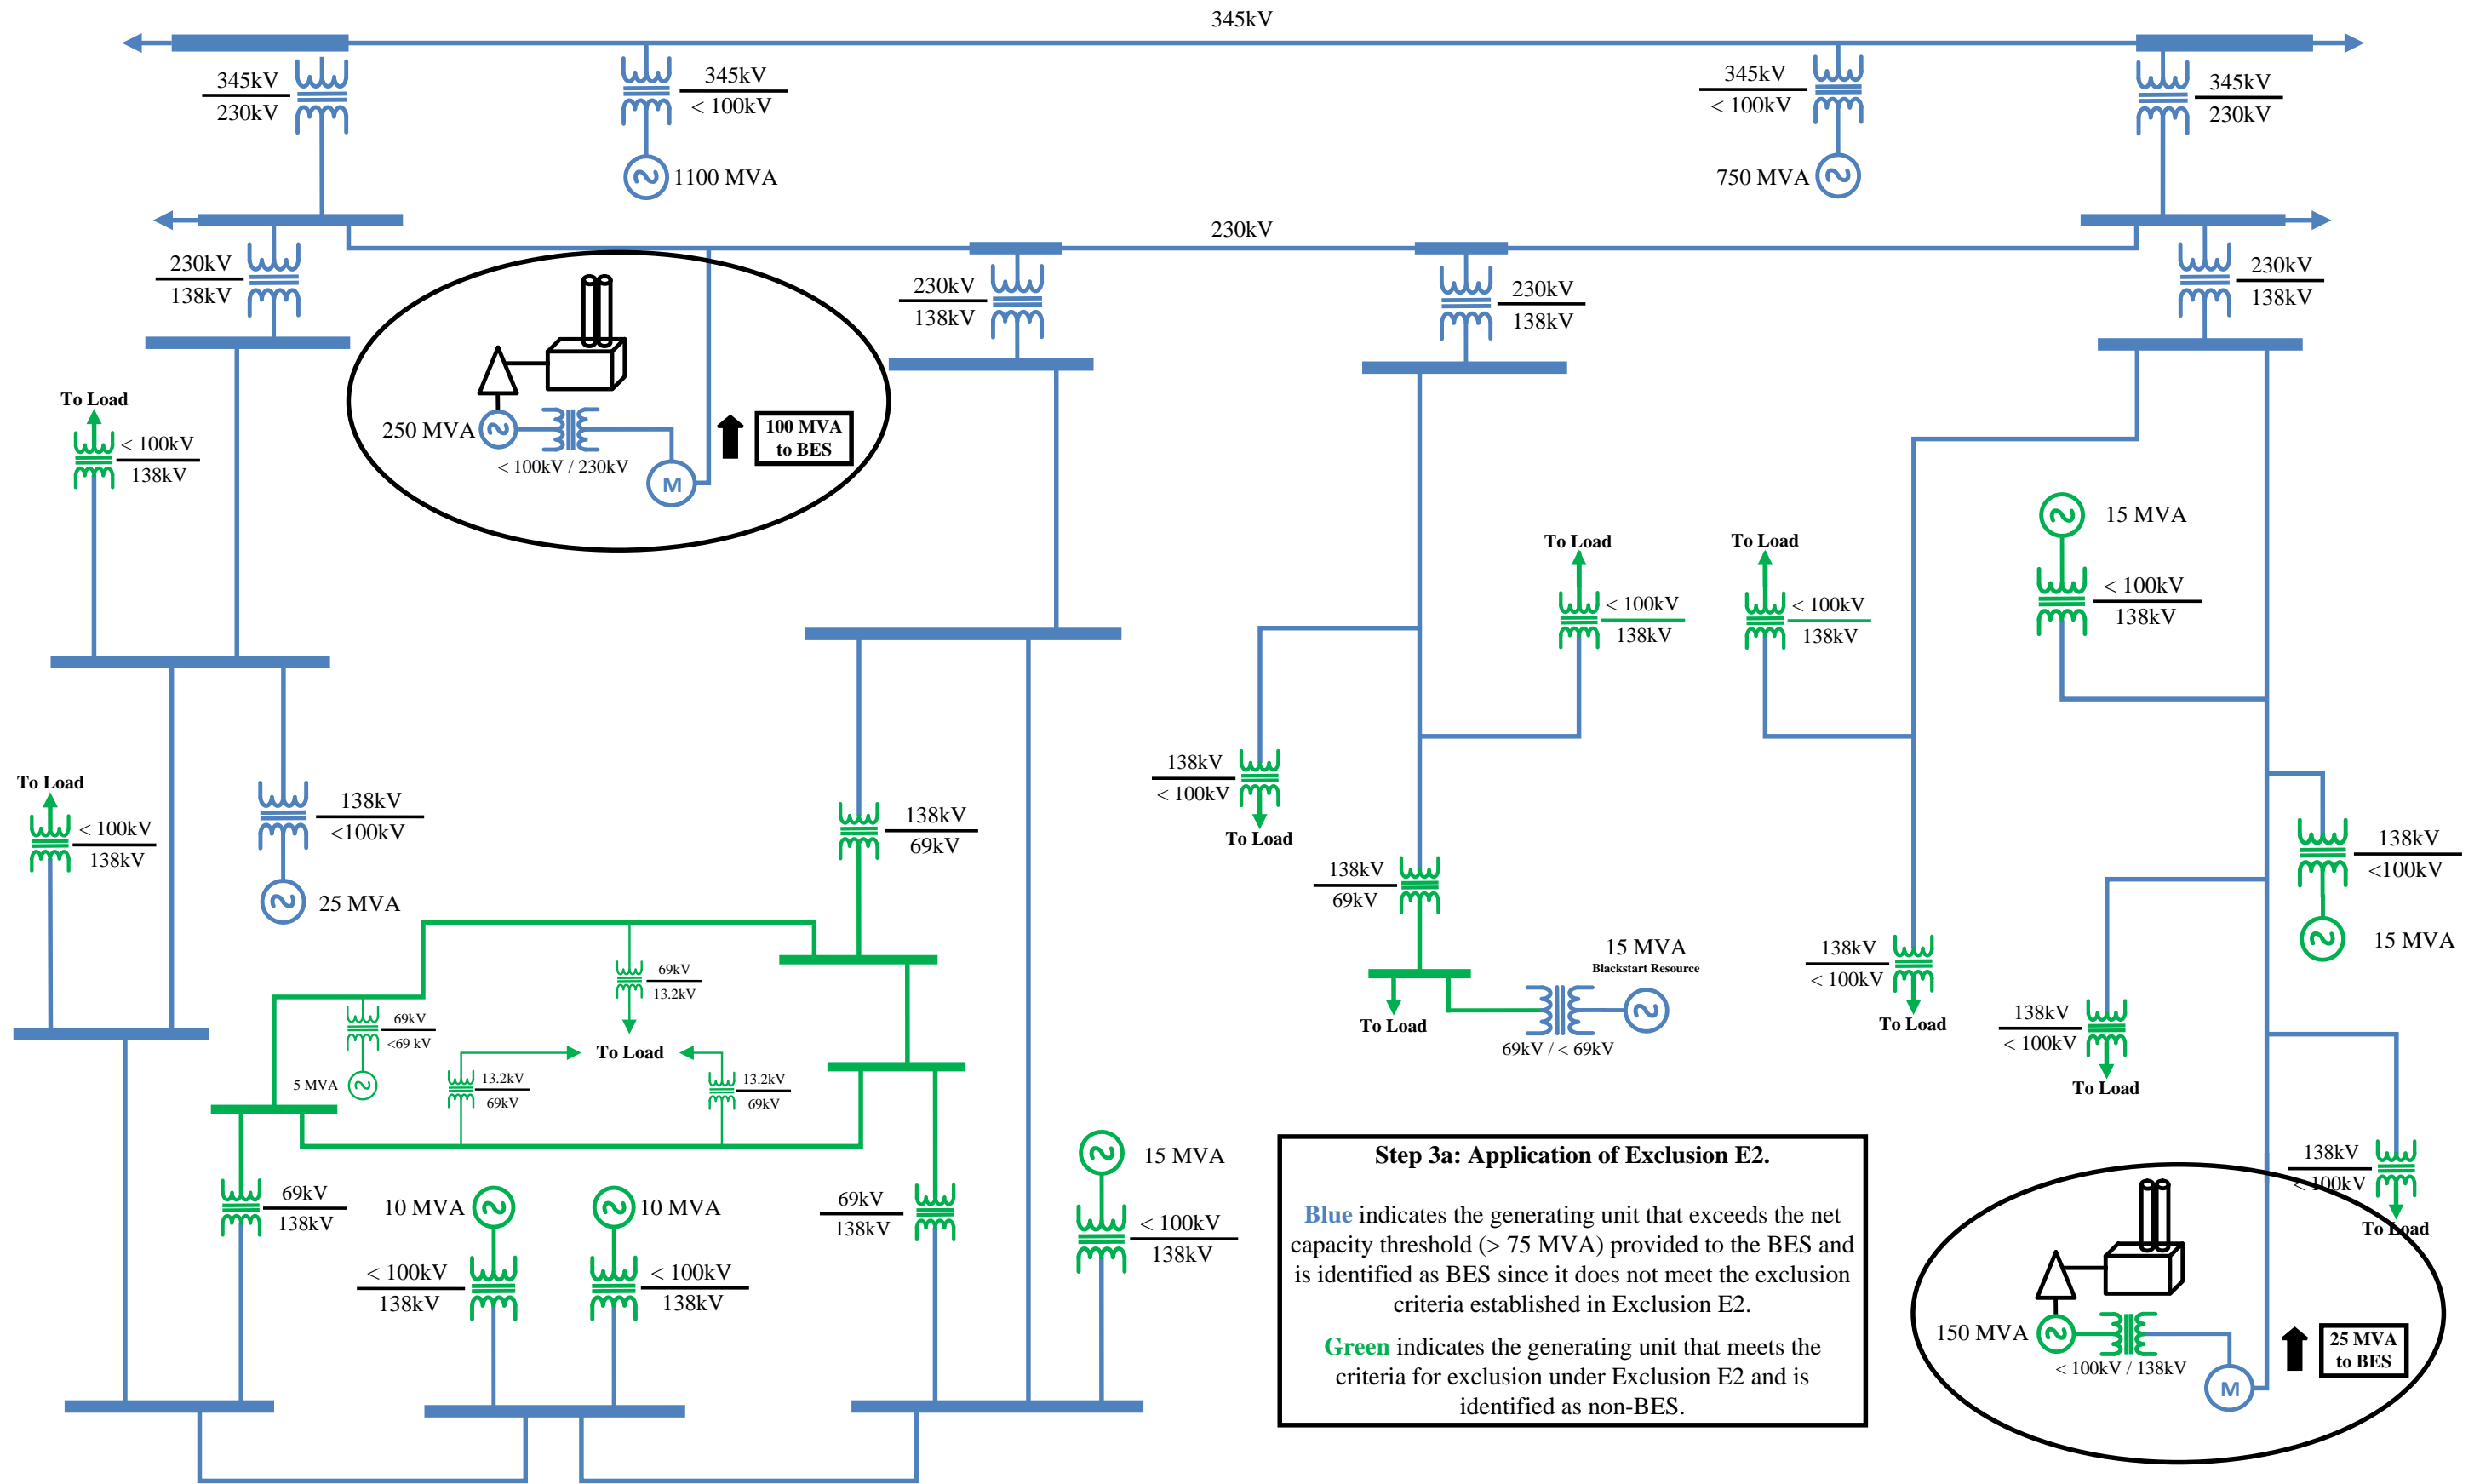 345kV
345kV
230kV
345kV
< 100kV
345kV
< 100kV
345kV
230kV
1100 MVA
750 MVA
230kV
230kV
138kV
230kV
138kV
230kV
138kV
230kV
138kV
250 MVA
< 100kV / 230kV
M
100 MVA
to BES
To Load
< 100kV
138kV
To Load
< 100kV
138kV
To Load
< 100kV
138kV
15 MVA
< 100kV
138kV
To Load
< 100kV
138kV
138kV
<100kV
25 MVA
138kV
69kV
138kV
< 100kV
To Load
138kV
69kV
15 MVA
Blackstart Resource
To Load
69kV / < 69kV
138kV
< 100kV
To Load
138kV
<100kV
15 MVA
138kV
< 100kV
To Load
138kV
< 100kV
To Load
69kV
13.2kV
69kV
<69 kV
5 MVA
To Load
13.2kV
69kV
13.2kV
69kV
69kV
138kV
10 MVA
< 100kV
138kV
10 MVA
< 100kV
138kV
69kV
138kV
15 MVA
< 100kV
138kV
Step 3a: Application of Exclusion E2.
Blue indicates the generating unit that exceeds the net
capacity threshold (> 75 MVA) provided to the BES and
is identified as BES since it does not meet the exclusion
criteria established in Exclusion E2.
Green indicates the generating unit that meets the
criteria for exclusion under Exclusion E2 and is
identified as non-BES.
150 MVA
< 100kV / 138kV
M
25 MVA
to BES